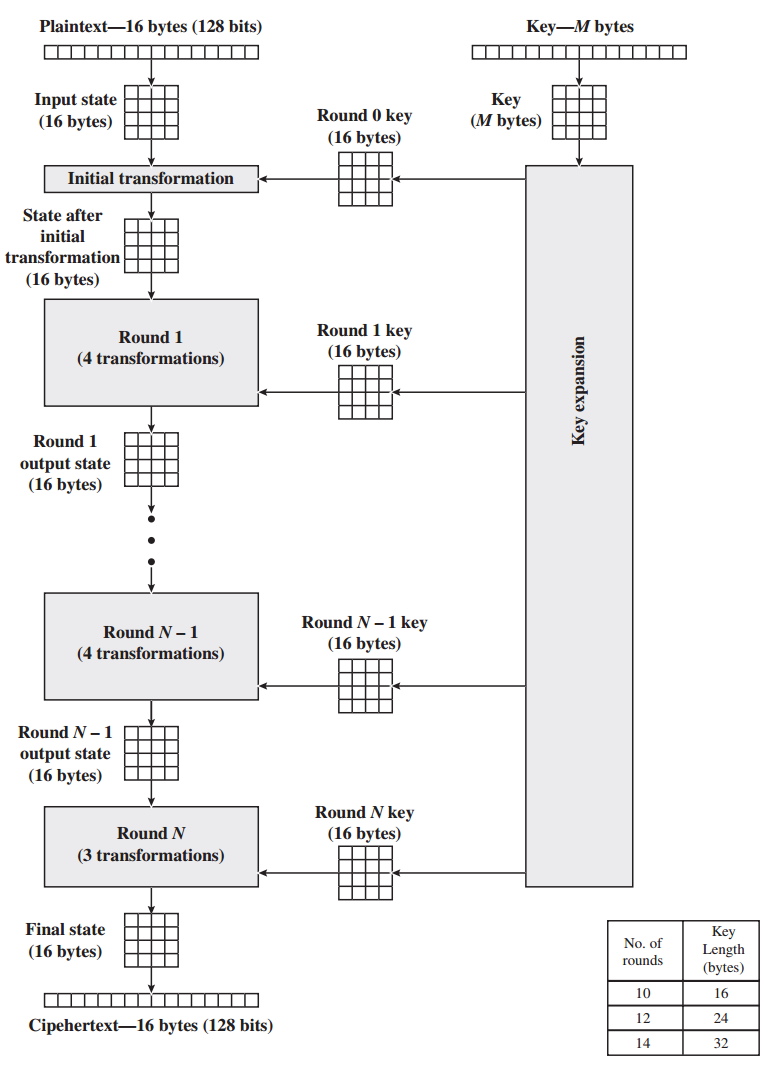 Plaintext—16 bytes (128 bits)
Key—M bytes
Input state
(16 bytes)
Key
(M bytes)
Round 0 key
(16 bytes)
Initial transformation
State after
initial
transformation
(16 bytes)
Round 1
(4 transformations)
Round 1 key
(16 bytes)
Key expansion
Round 1
output state
(16 bytes)
Round N – 1
(4 transformations)
Round N – 1 key
(16 bytes)
Round N – 1
output state
(16 bytes)
Round N
(3 transformations)
Round N key
(16 bytes)
Final state
(16 bytes)
Cipehertext—16 bytes (128 bits)
No. of
rounds
Key
Length
(bytes)
10 16
12 24
14 32